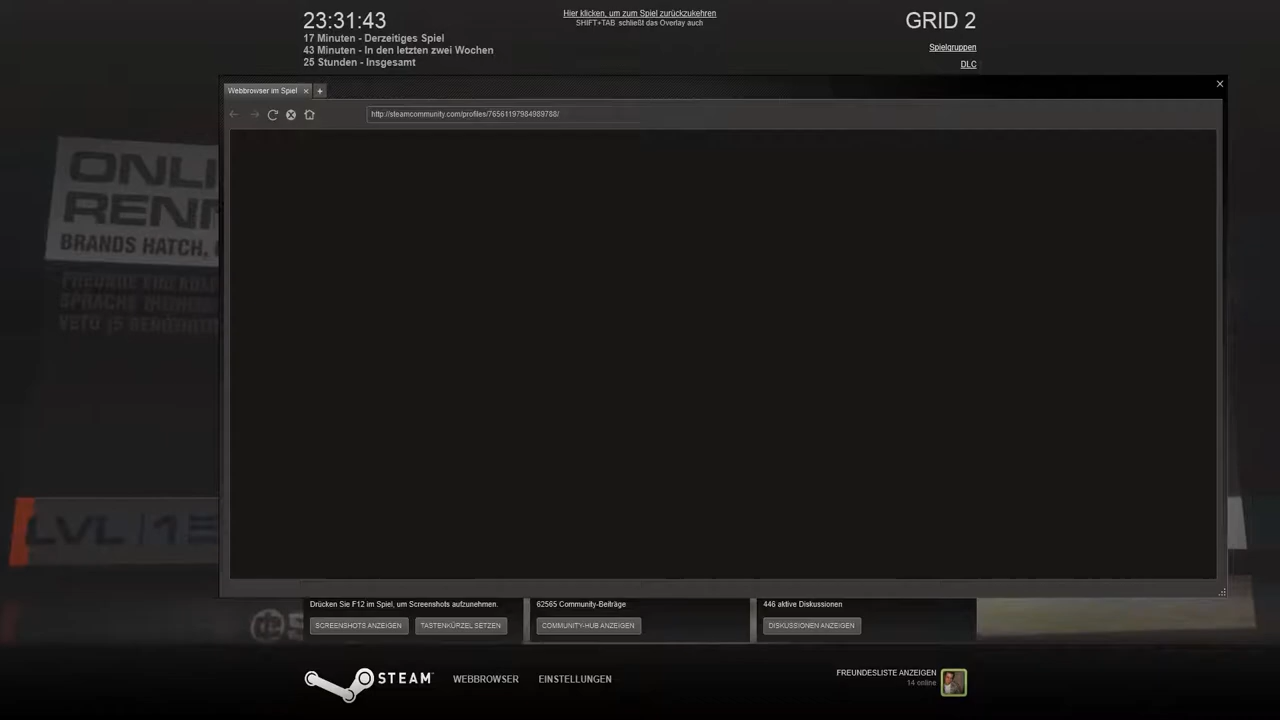 23:31:43
17 Minuten - Derzeitiges Spiel
43 Minuten - In den letzten zwei Wochen
25 Stunden - Insgesamt
Hier klicken, um zum Spiel zurückzukehren
SHIFT+TAB schließt das Overlay auch
GRID 2
Spielgruppen
DLC
Webbrowser im Spiel
http://steamcommunity.com/profiles/76561197984989788/
BRANDS HATCH,
LVL
Drücken Sie F12 im Spiel, um Screenshots aufzunehmen.
SCREENSHOTS ANZEIGEN
TASTENKÜRZEL SETZEN
62565 Community-Beiträge
COMMUNITY-HUB ANZEIGEN
446 aktive Diskussionen
DISKUSSIONEN ANZEIGEN
STEAM
WEBBROWSER
EINSTELLUNGEN
FREUNDESLISTE ANZEIGEN
14 online